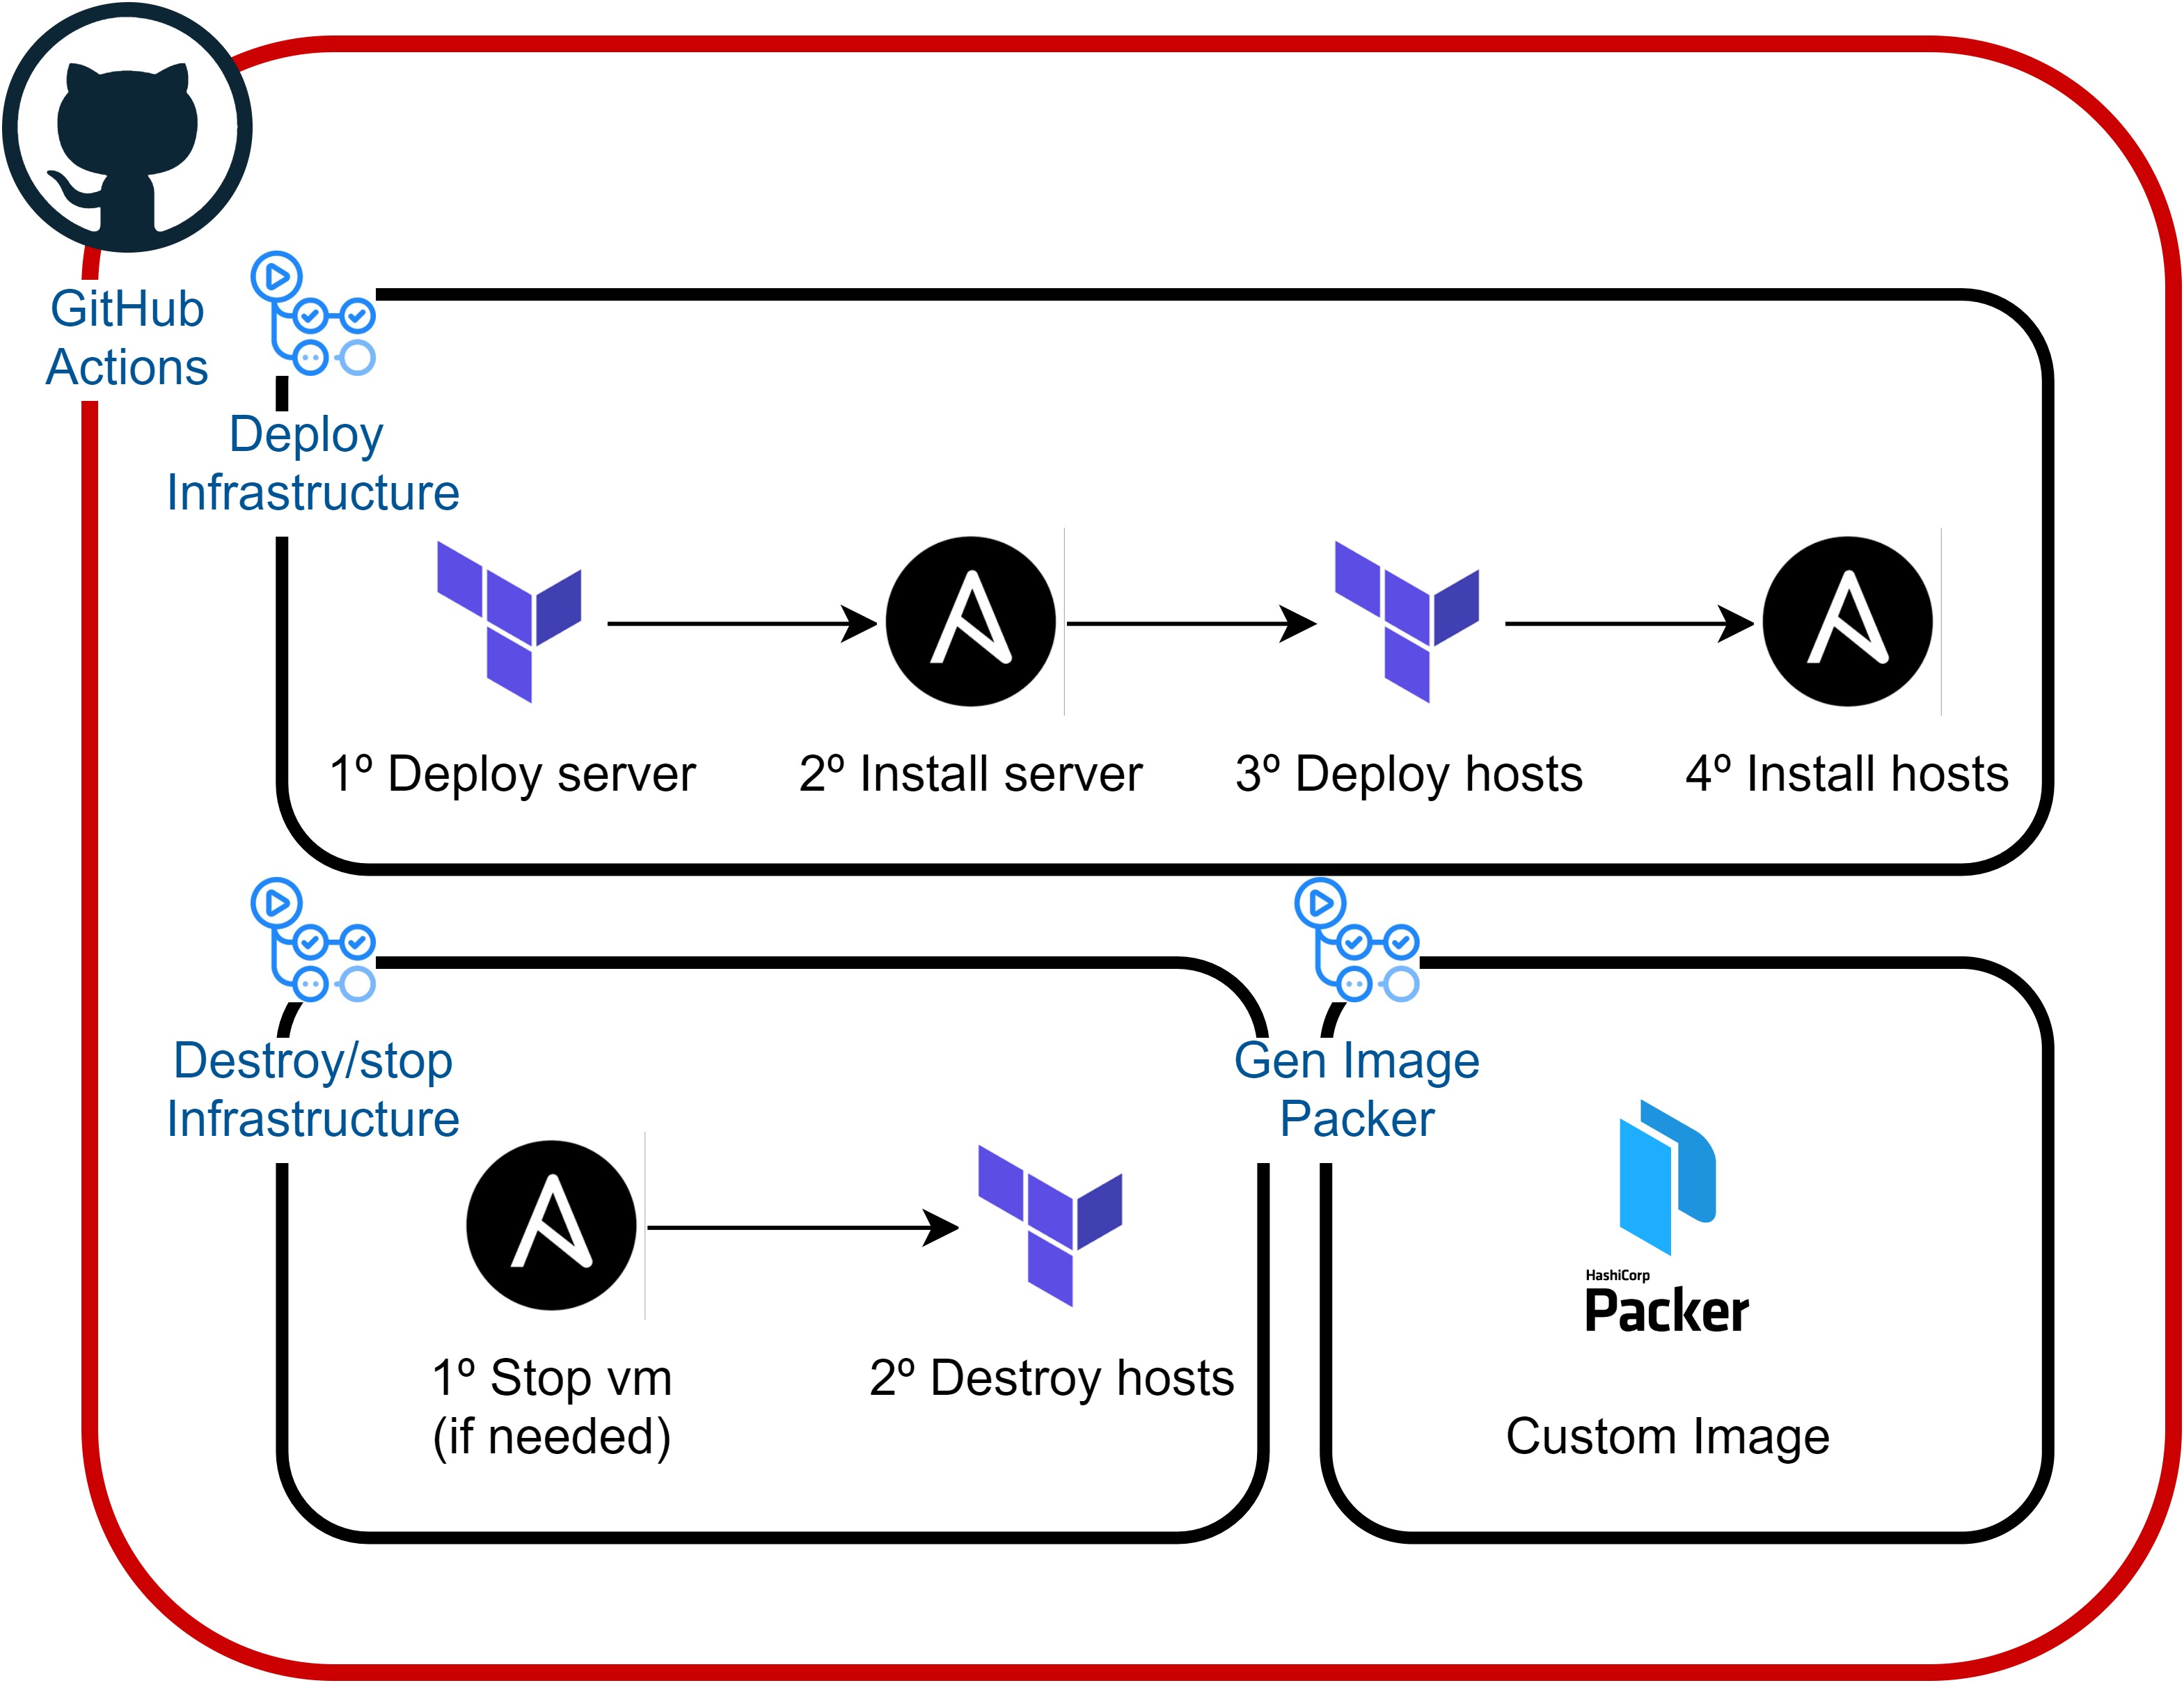 GitHub
Actions
Deploy
Infrastructure
1º Deploy server
2º Install server
3º Deploy hosts
4º Install hosts
Destroy/stop
Infrastructure
1º Stop vm
(if needed)
2º Destroy hosts
Gen Image
Packer
HashiCorp
Packer
Custom Image